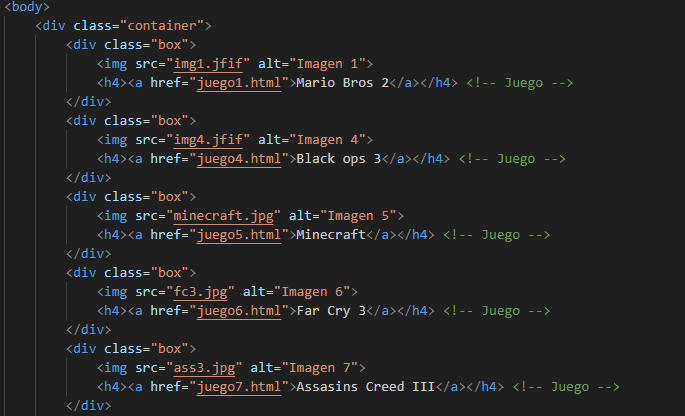 <body>
<div class="container">
<div class="box">
<img src="img1.jfif" alt="Imagen 1">
<h4><a href="juego1.html">Mario Bros 2</a></h4> <!-- Juego -->
</div>
<div class="box">
<img src="img4.jfif" alt="Imagen 4">
<h4><a href="juego4.html">Black ops 3</a></h4> <!-- Juego -->
</div>
<div class="box">
<img src="minecraft.jpg" alt="Imagen 5">
<h4><a href="juego5.html">Minecraft</a></h4> <!-- Juego -->
</div>
<div class="box">
<img src="fc3.jpg" alt="Imagen 6">
<h4><a href="juego6.html">Far Cry 3</a></h4> <!-- Juego -->
</div>
<div class="box">
<img src="ass3.jpg" alt="Imagen 7">
<h4><a href="juego7.html">Assasins Creed III</a></h4> <!-- Juego -->
</div>